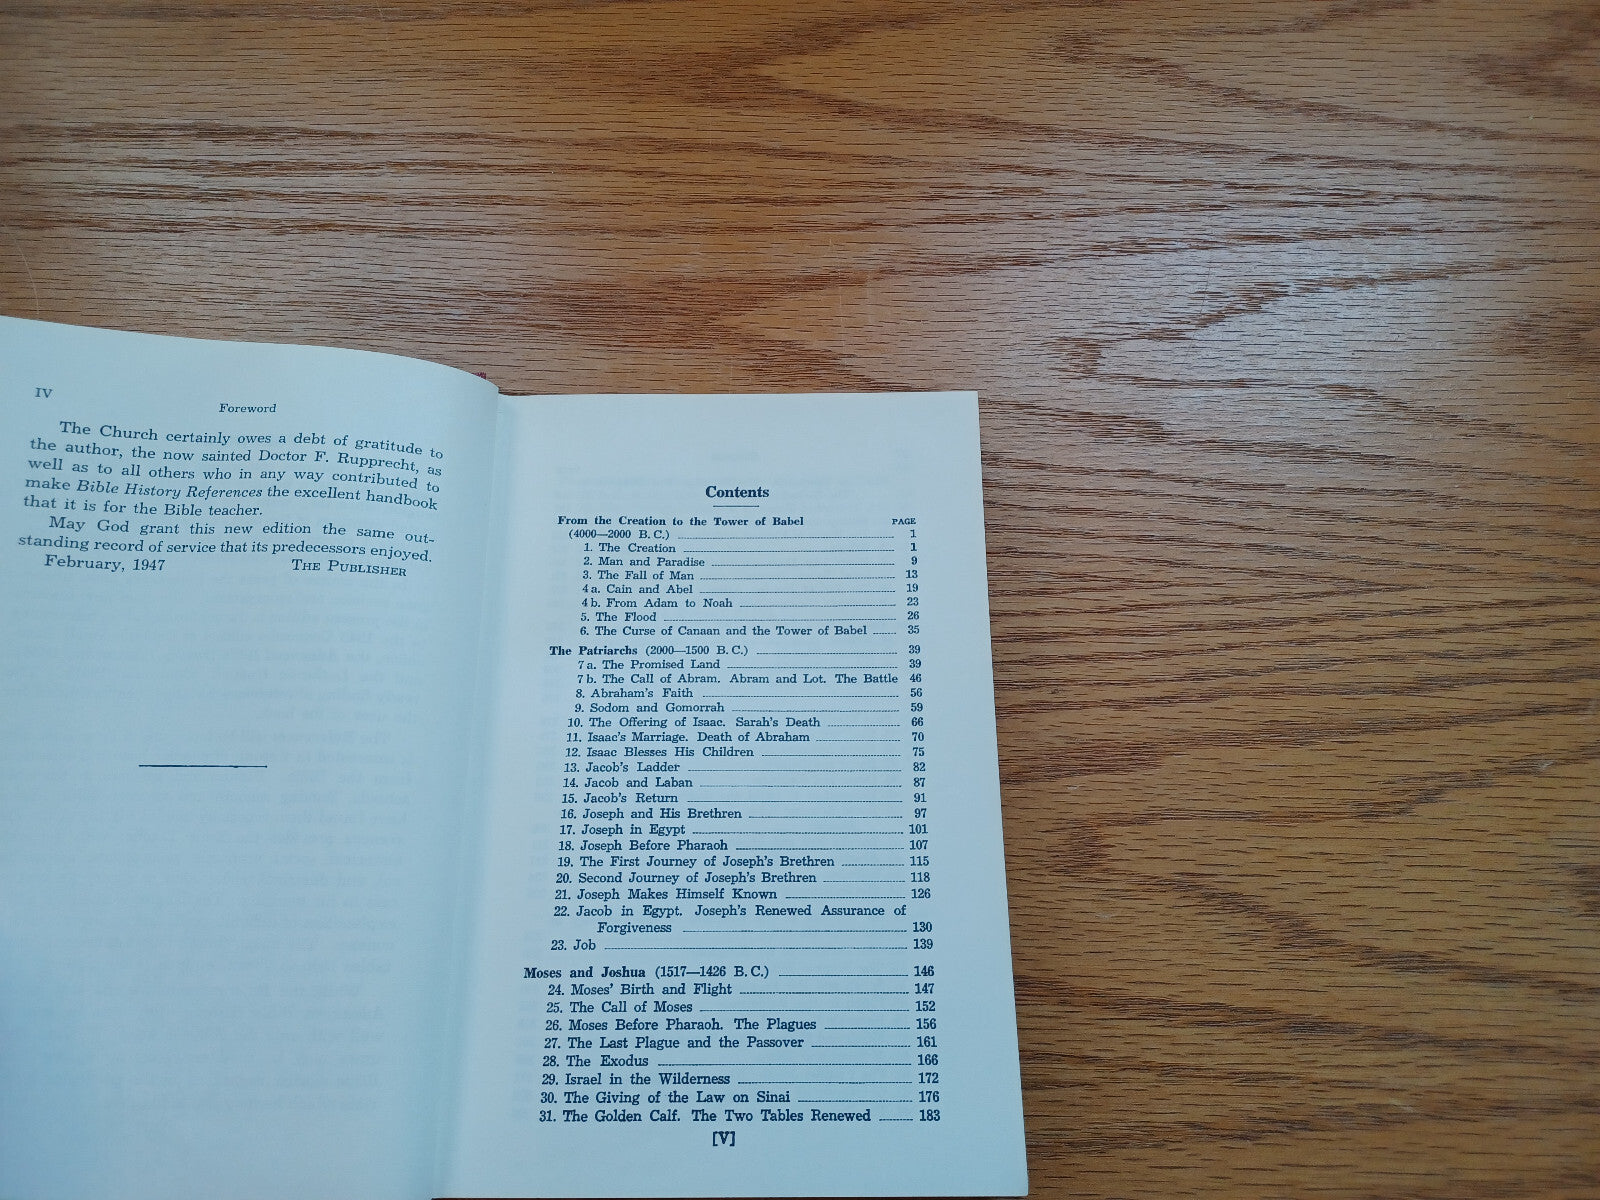 IV
Foreword
The Church certainly owes a debt of gratitude to
the author, the now sainted Doctor F. Rupprecht, as
well as to all others who in any way contributed to
make Bible History References the excellent handbook
that it is for the Bible teacher.
May God grant this new edition the same out-
standing record of service that its predecessors enjoyed.
February, 1947 THE PUBLISHER
Contents
From the Creation to the Tower of Babel PAGE
(4000—2000 B.C.) 1
1. The Creation 1
2. Man and Paradise 9
3. The Fall of Man 13
4a. Cain and Abel 19
4b. From Adam to Noah 23
5. The Flood 26
6. The Curse of Canaan and the Tower of Babel 35
The Patriarchs (2000—1500 B.C.) 39
7a. The Promised Land 39
7b. The Call of Abram. Abram and Lot. The Battle 46
8. Abraham's Faith 56
9. Sodom and Gomorrah 59
10. The Offering of Isaac. Sarah's Death 66
11. Isaac's Marriage. Death of Abraham 70
12. Isaac Blesses His Children 75
13. Jacob's Ladder 82
14. Jacob and Laban 87
15. Jacob's Return 91
16. Joseph and His Brethren 97
17. Joseph in Egypt 101
18. Joseph Before Pharaoh 107
19. The First Journey of Joseph's Brethren 115
20. Second Journey of Joseph's Brethren 118
21. Joseph Makes Himself Known 126
22. Jacob in Egypt. Joseph's Renewed Assurance of
Forgiveness 130
23. Job 139
Moses and Joshua (1517—1426 B.C.) 146
24. Moses' Birth and Flight 147
25. The Call of Moses 152
26. Moses Before Pharaoh. The Plagues 156
27. The Last Plague and the Passover 161
28. The Exodus 166
29. Israel in the Wilderness 172
30. The Giving of the Law on Sinai 176
31. The Golden Calf. The Two Tables Renewed 183
[V]